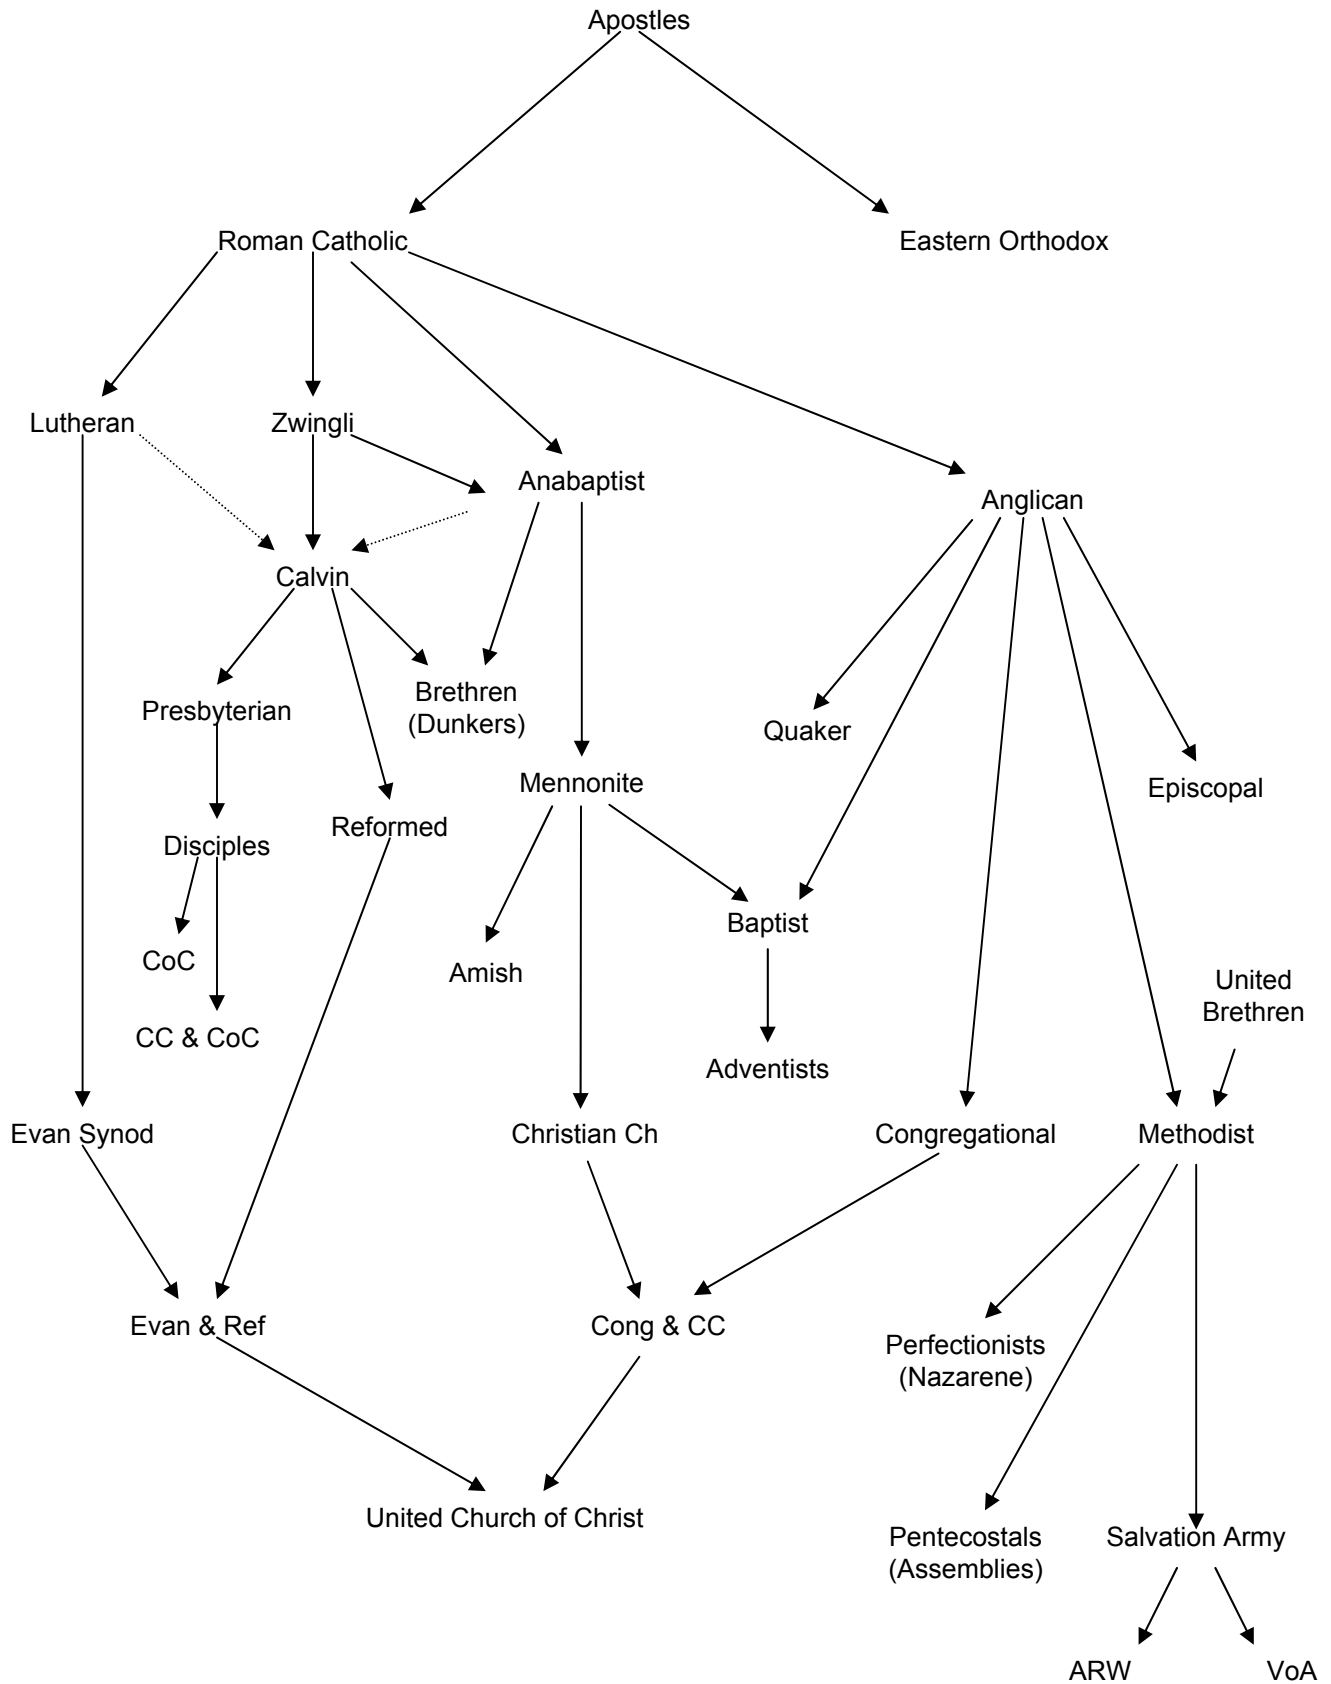 Apostles
Roman Catholic
Eastern Orthodox
Lutheran
Zwingli
Anabaptist
Anglican
Calvin
Presbyterian
Brethren
(Dunkers)
Quaker
Mennonite
Episcopal
Reformed
Disciples
Baptist
CoC
Amish
United
Brethren
CC & CoC
Adventists
Evan Synod
Christian Ch
Congregational
Methodist
Evan & Ref
Cong & CC
Perfectionists
(Nazarene)
United Church of Christ
Pentecostals
(Assemblies)
Salvation Army
ARW
VoA